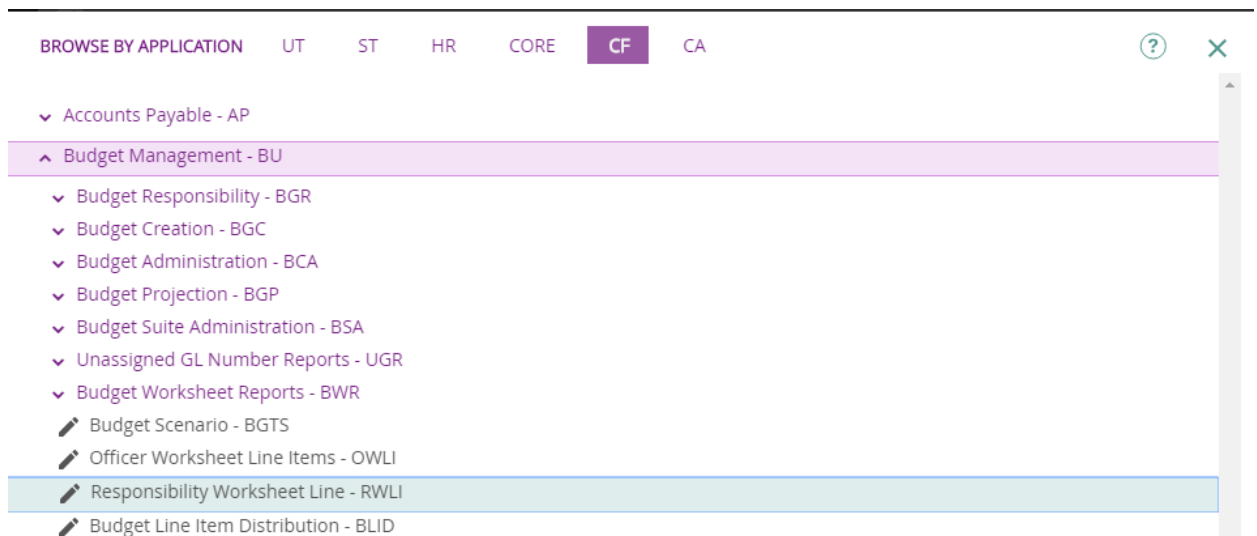 BROWSE BY APPLICATION UT ST HR CORE CF CA ? ✕
Accounts Payable - AP
Budget Management - BU
Budget Responsibility - BGR
Budget Creation - BGC
Budget Administration - BCA
Budget Projection - BGP
Budget Suite Administration - BSA
Unassigned GL Number Reports - UGR
Budget Worksheet Reports - BWR
Budget Scenario - BGTS
Officer Worksheet Line Items - OWLI
Responsibility Worksheet Line - RWLI
Budget Line Item Distribution - BLID